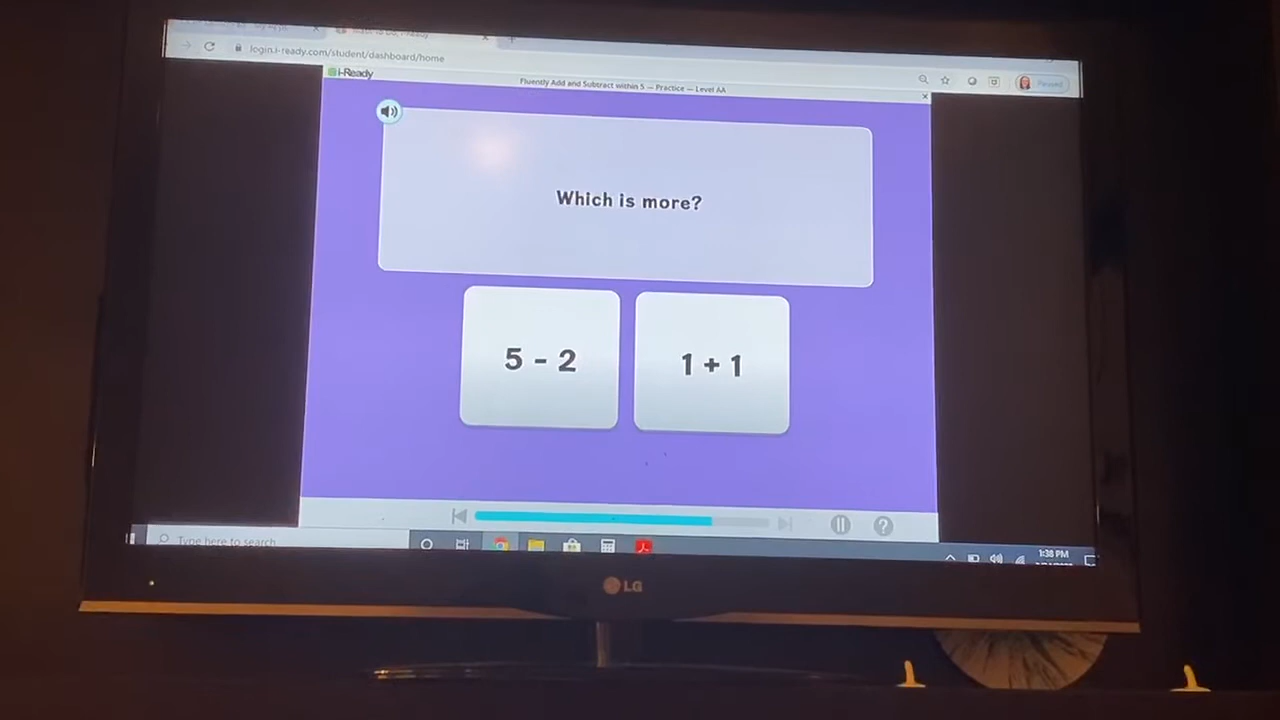 login.i-ready.com/student/dashboard/home
Paused
i-Ready
Fluently Add and Subtract within 5 — Practice — Level AA
Which is more?
5 - 2
1 + 1
Type here to search
1:38 PM
LG